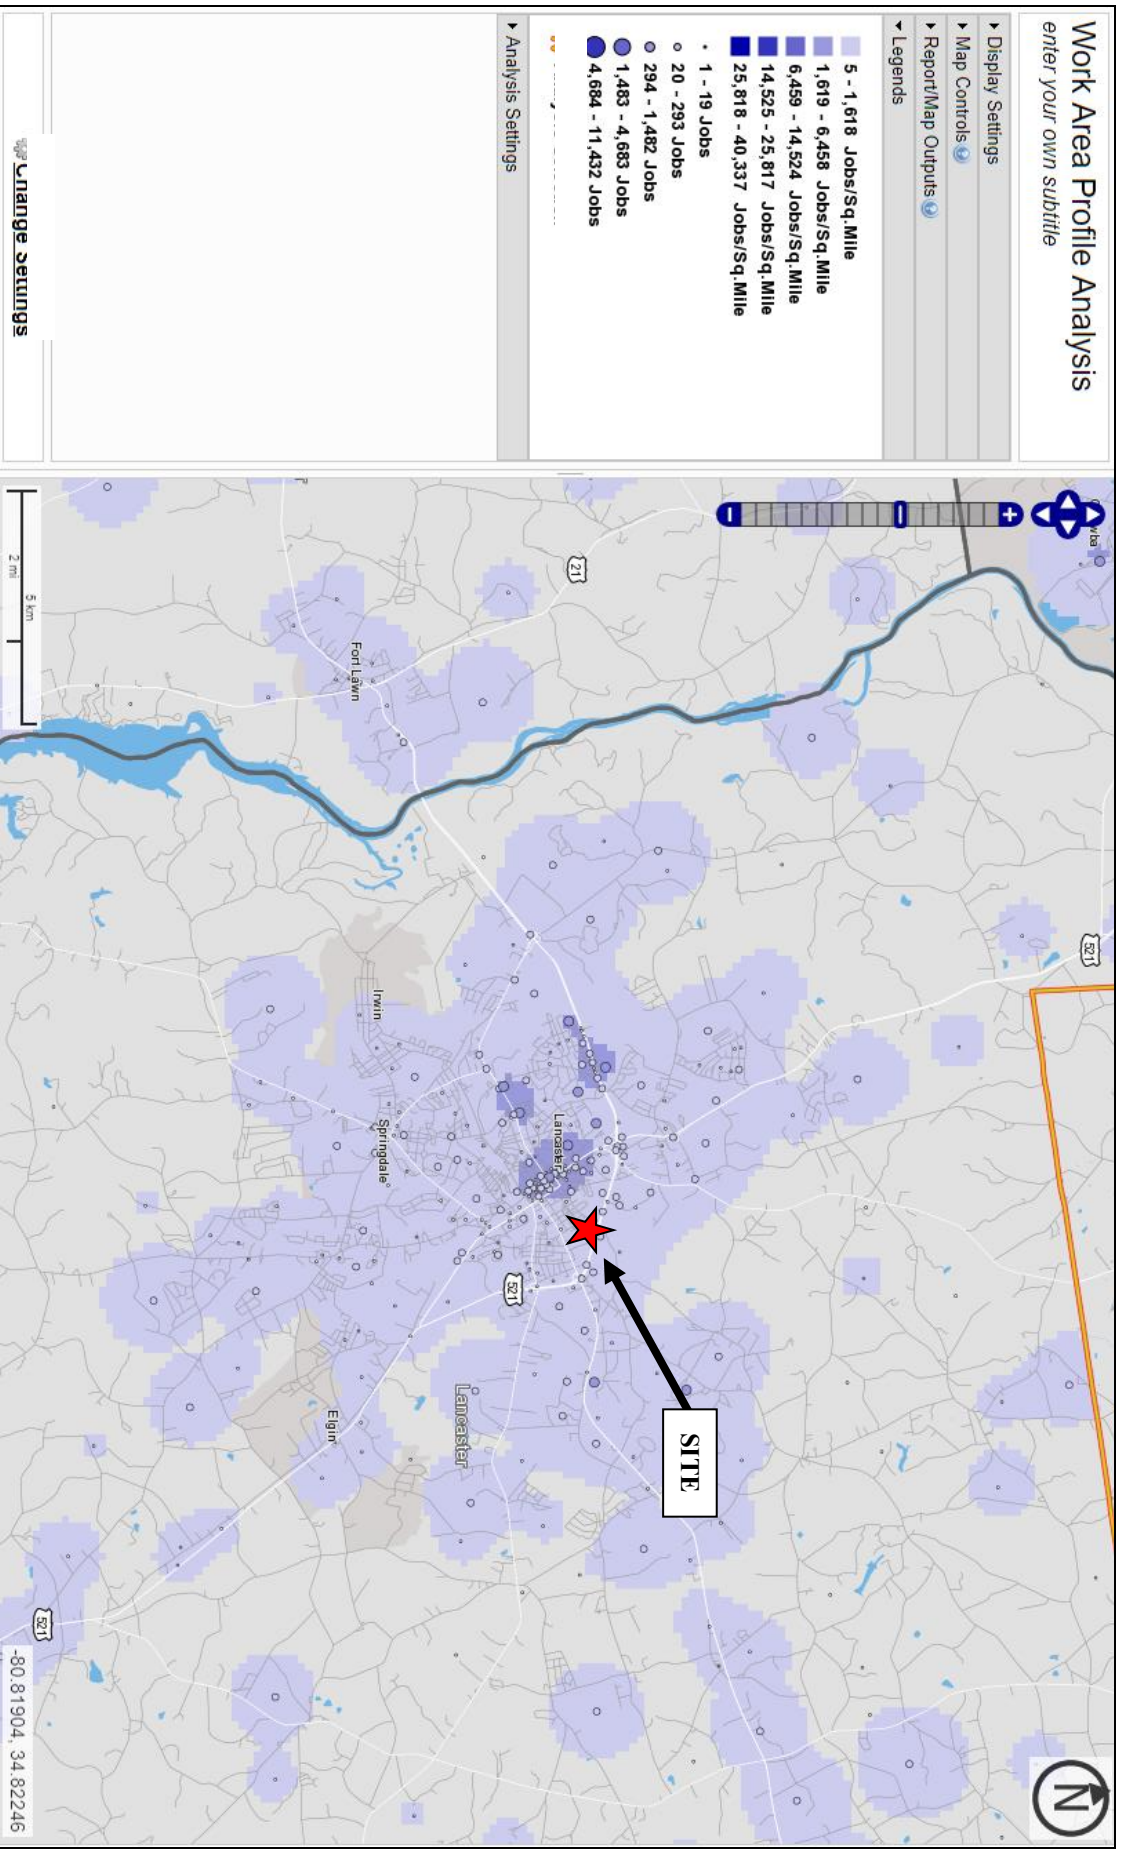 Work Area Profile Analysis
enter your own subtitle
Display Settings
Map Controls
Report/Map Outputs
Legends
5 - 1,618 Jobs/Sq.Mile
1,619 - 6,458 Jobs/Sq.Mile
6,459 - 14,524 Jobs/Sq.Mile
14,525 - 25,817 Jobs/Sq.Mile
25,818 - 40,337 Jobs/Sq.Mile
1 - 19 Jobs
20 - 293 Jobs
294 - 1,482 Jobs
1,483 - 4,683 Jobs
4,684 - 11,432 Jobs
Analysis Settings
Change Settings
521
21
SITE
Lancaster
Fort Lawn
Irwin
Springdale
521
Lancaster
Elgin
521
5 km
2 mi
-80.81904, 34.82246
N